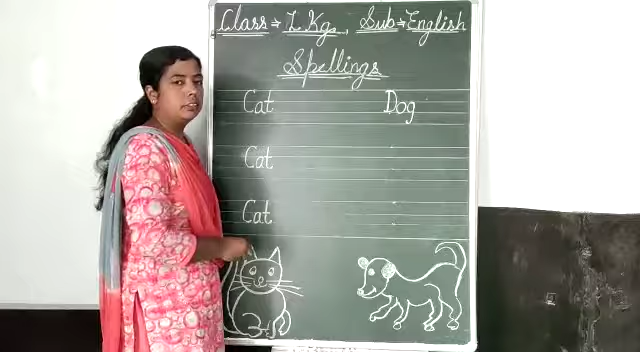 Class → L.Kg, Sub → English
Spellings
Cat Dog
Cat
Cat